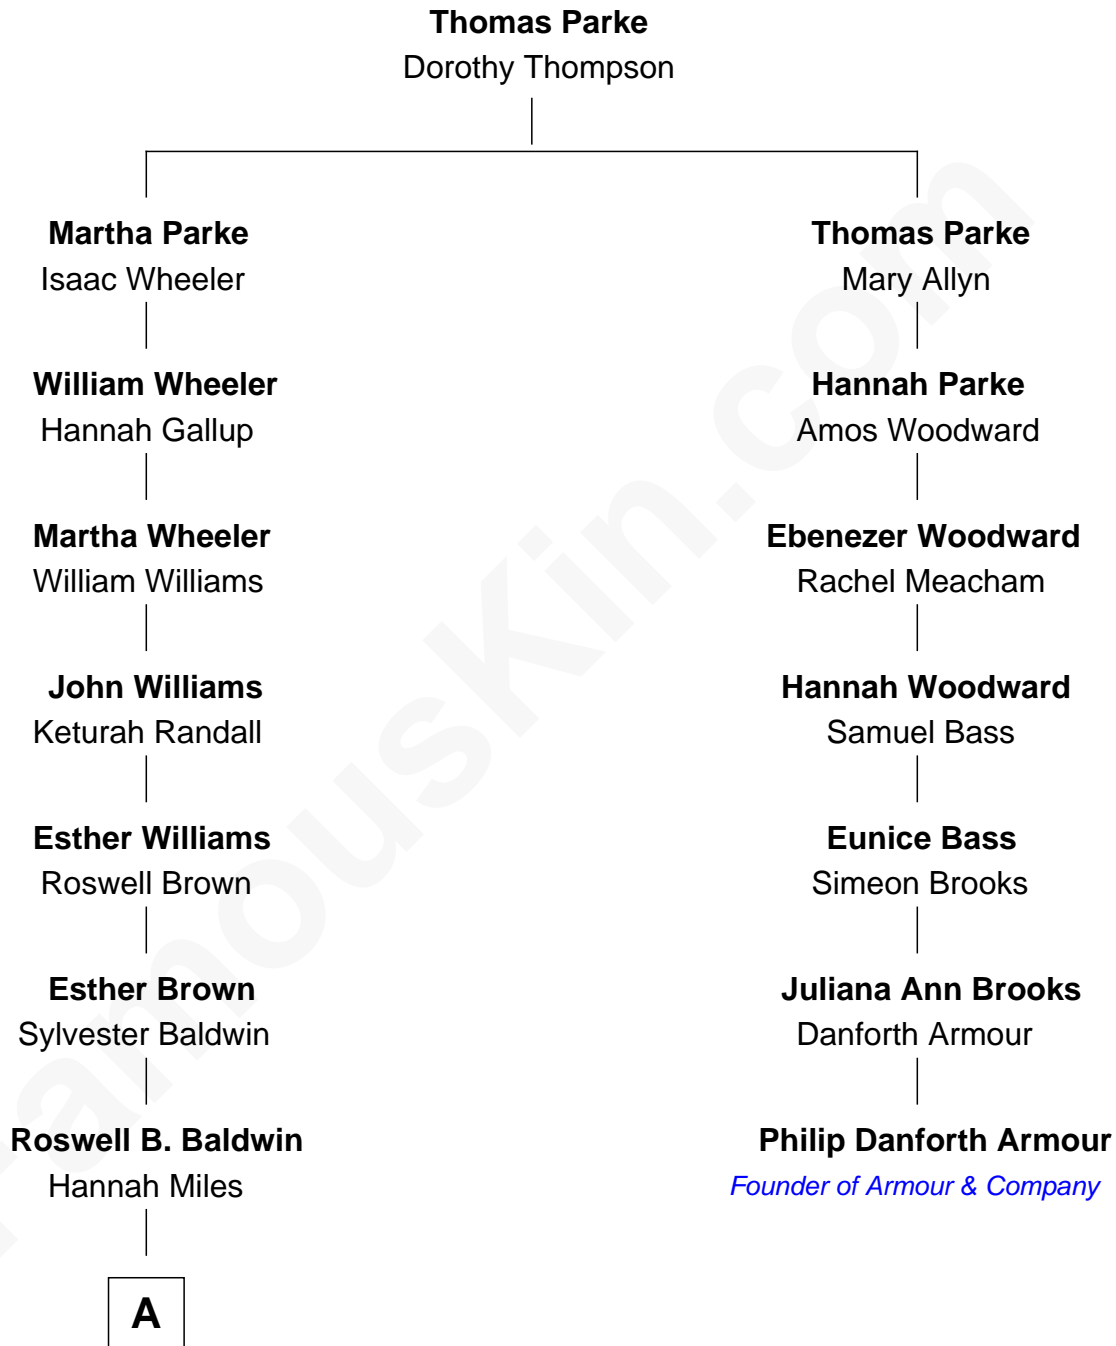 Thomas Parke
Dorothy Thompson
Martha Parke
Isaac Wheeler
Thomas Parke
Mary Allyn
William Wheeler
Hannah Gallup
Hannah Parke
Amos Woodward
Martha Wheeler
William Williams
Ebenezer Woodward
Rachel Meacham
John Williams
Keturah Randall
Hannah Woodward
Samuel Bass
Esther Williams
Roswell Brown
Eunice Bass
Simeon Brooks
Esther Brown
Sylvester Baldwin
Juliana Ann Brooks
Danforth Armour
Roswell B. Baldwin
Hannah Miles
Philip Danforth Armour
Founder of Armour & Company
A
FamousKin.com